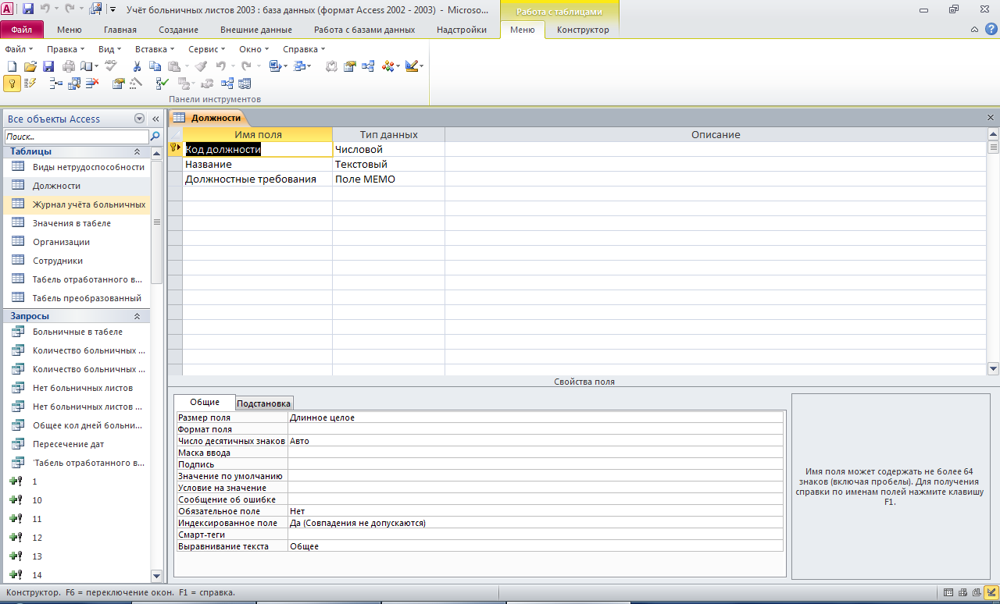 Учёт больничных листов 2003 : база данных (формат Access 2002 - 2003) - Microso...
Работа с таблицами
Файл
Меню
Главная
Создание
Внешние данные
Работа с базами данных
Надстройки
Меню
Конструктор
Файл
Правка
Вид
Вставка
Сервис
Окно
Справка
Панели инструментов
Все объекты Access
Поиск...
Таблицы
Виды нетрудоспособности
Должности
Журнал учёта больничных
Значения в табеле
Организации
Сотрудники
Табель отработанного в...
Табель преобразованный
Запросы
Больничные в табеле
Количество больничных ...
Количество больничных ...
Нет больничных листов
Нет больничных листов ...
Общее кол дней больни...
Пересечение дат
'Табель отработанного в...
1
10
11
12
13
14
Должности
Имя поля Тип данных Описание
Код должности Числовой
Название Текстовый
Должностные требования Поле МЕМО
Свойства поля
Общие Подстановка
Размер поля Длинное целое
Формат поля
Число десятичных знаков Авто
Маска ввода
Подпись
Значение по умолчанию
Условие на значение
Сообщение об ошибке
Обязательное поле Нет
Индексированное поле Да (Совпадения не допускаются)
Смарт-теги
Выравнивание текста Общее
Имя поля может содержать не более 64
знаков (включая пробелы). Для получения
справки по именам полей нажмите клавишу
F1.
Конструктор. F6 = переключение окон. F1 = справка.